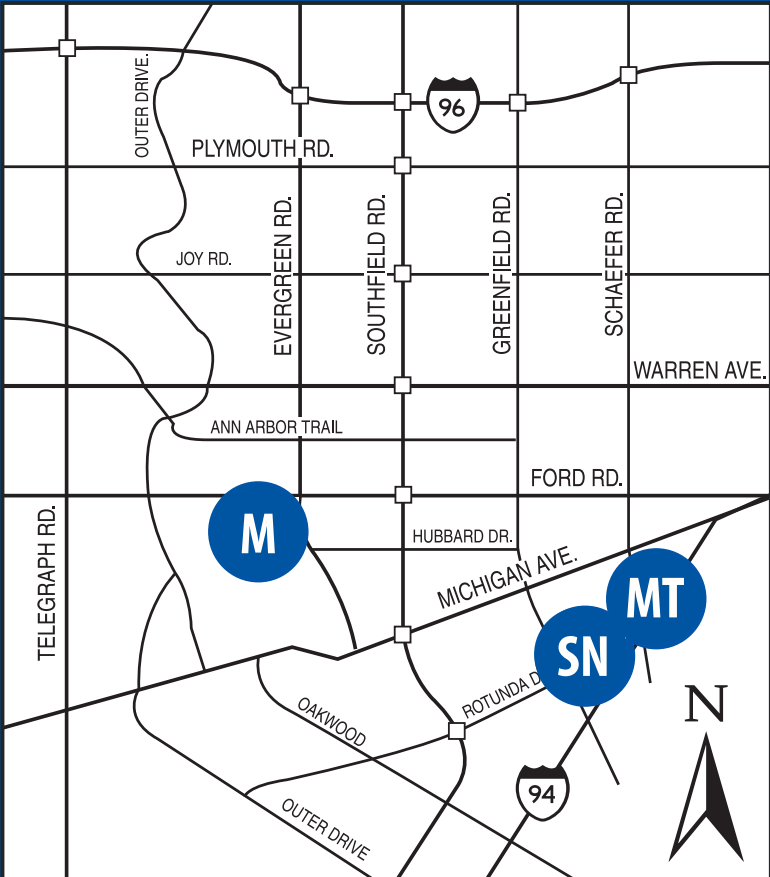 96
OUTER DRIVE.
PLYMOUTH RD.
JOY RD.
EVERGREEN RD.
SOUTHFIELD RD.
GREENFIELD RD.
SCHAEFER RD.
WARREN AVE.
ANN ARBOR TRAIL
FORD RD.
TELEGRAPH RD.
M
HUBBARD DR.
MICHIGAN AVE.
MT
SN
ROTUNDA D
N
OAKWOOD
94
OUTER DRIVE